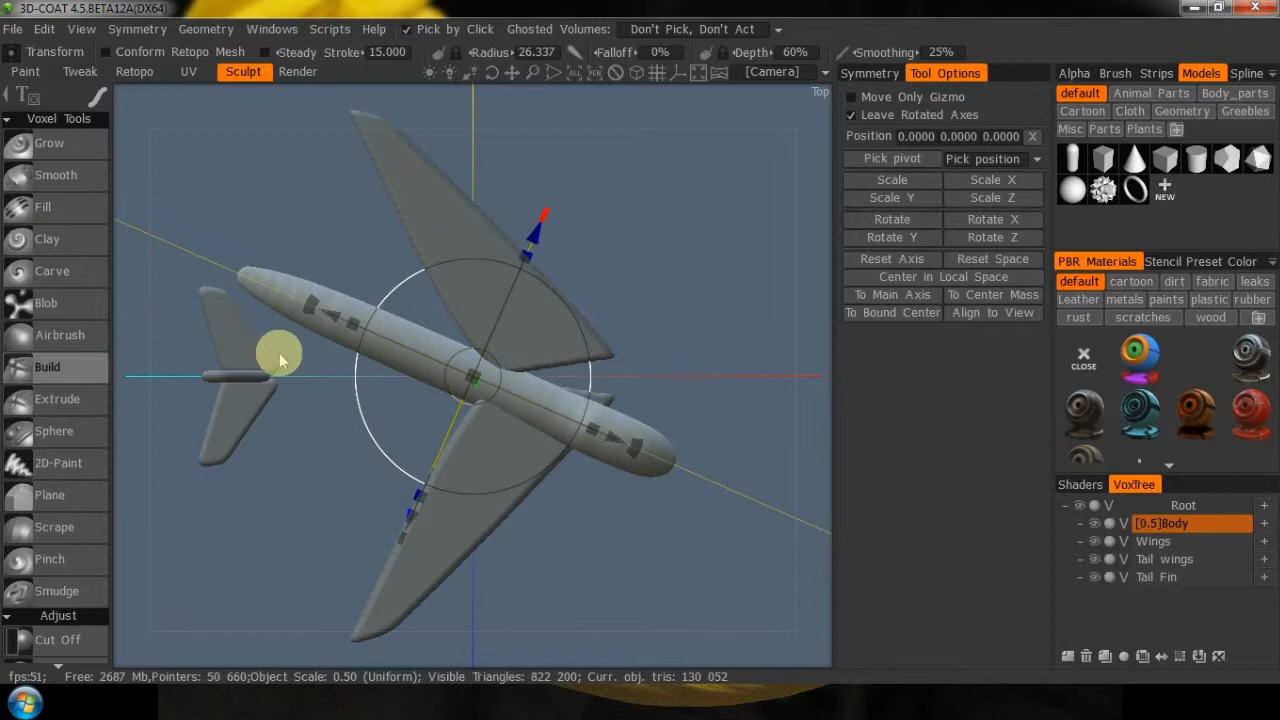 3D-COAT 4.5.BETA12A(DX64)
File Edit View Symmetry Geometry Windows Scripts Help Pick by Click Ghosted Volumes: Don't Pick, Don't Act
Transform Conform Retopo Mesh Steady Stroke 15.000 Radius 26.337 Falloff 0% Depth 60% Smoothing 25%
Paint Tweak Retopo UV Sculpt Render [Camera]
Symmetry Tool Options
Alpha Brush Strips Models Spline
Top
Move Only Gizmo
Leave Rotated Axes
Position 0.0000 0.0000 0.0000 X
Pick pivot Pick position
Scale Scale X
Scale Y Scale Z
Rotate Rotate X
Rotate Y Rotate Z
Reset Axis Reset Space
Center in Local Space
To Main Axis To Center Mass
To Bound Center Align to View
default Animal Parts Body_parts
Cartoon Cloth Geometry Greebles
Misc Parts Plants
NEW
PBR Materials Stencil Preset Color
default cartoon dirt fabric leaks
Leather metals paints plastic rubber
rust scratches wood
CLOSE
Shaders VoxTree
V Root +
V [0.5]Body +
V Wings +
V Tail wings +
V Tail Fin +
Voxel Tools
Grow
Smooth
Fill
Clay
Carve
Blob
Airbrush
Build
Extrude
Sphere
2D-Paint
Plane
Scrape
Pinch
Smudge
Adjust
Cut Off
fps:51; Free: 2687 Mb,Pointers: 50 660;Object Scale: 0.50 (Uniform); Visible Triangles: 822 200; Curr. obj. tris: 130 052